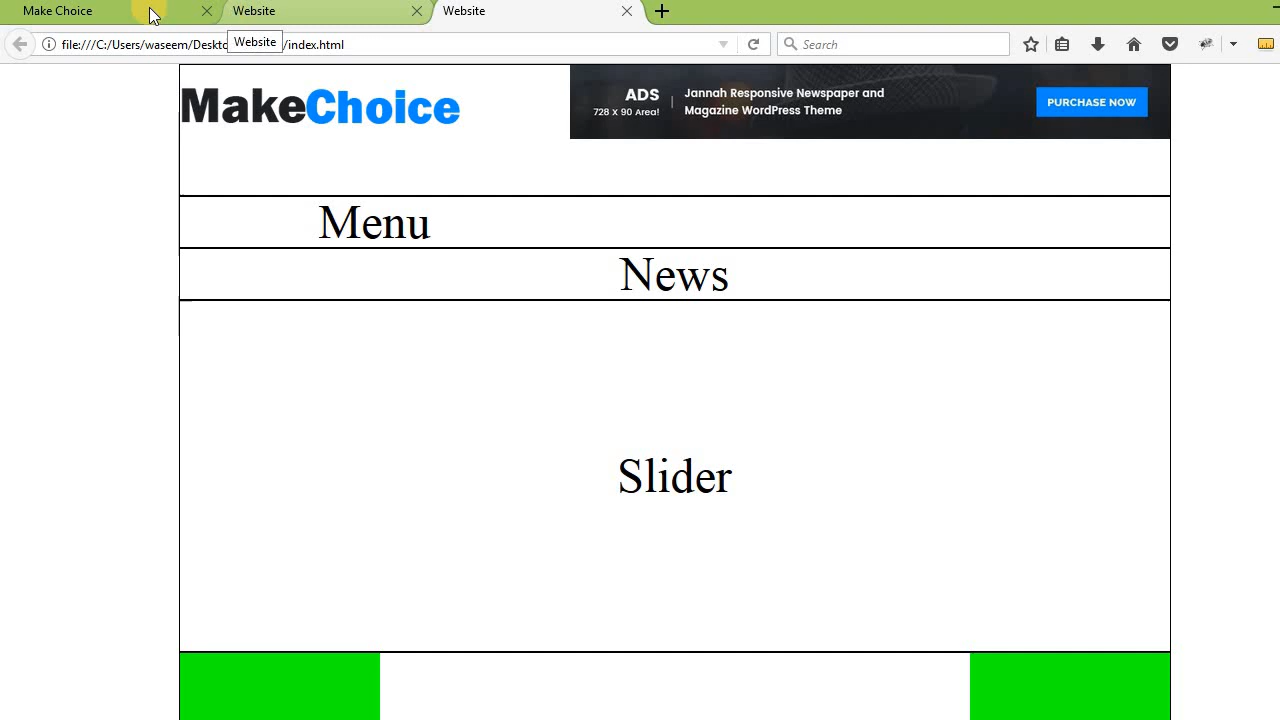 Make Choice
Website
Website
file:///C:/Users/waseem/Deskto
Website
/index.html
Search
MakeChoice
ADS
728 X 90 Area!
Jannah Responsive Newspaper and
Magazine WordPress Theme
PURCHASE NOW
Menu
News
Slider